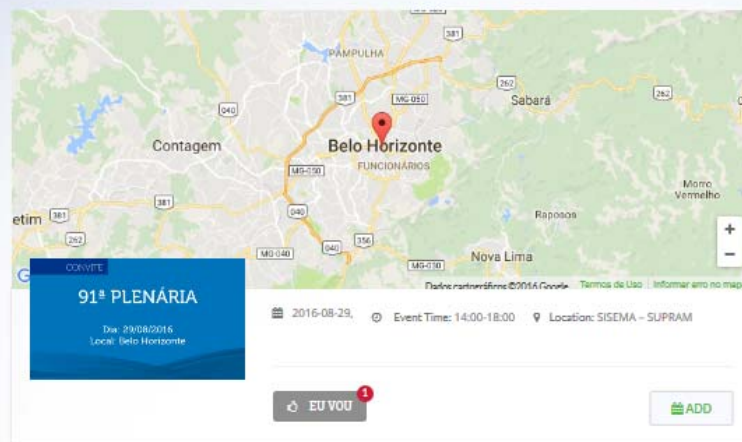 381
PAMPULHA
262
381
MG-050
Sabará
262
040
Contagem
Belo Horizonte
FUNCIONÁRIOS
MG-050
Morro
Vermelho
381
etim
381
040
Raposos
262
356
+
MG-040
040
Nova Lima
−
MG-030
G
Dados cartográficos ©2016 Google
Termos de Uso
Informar erro no map
CONVITE
91ª PLENÁRIA
Dia: 29/08/2016
Local: Belo Horizonte
2016-08-29,
Event Time: 14:00-18:00
Location: SISEMA – SUPRAM
EU VOU
1
ADD